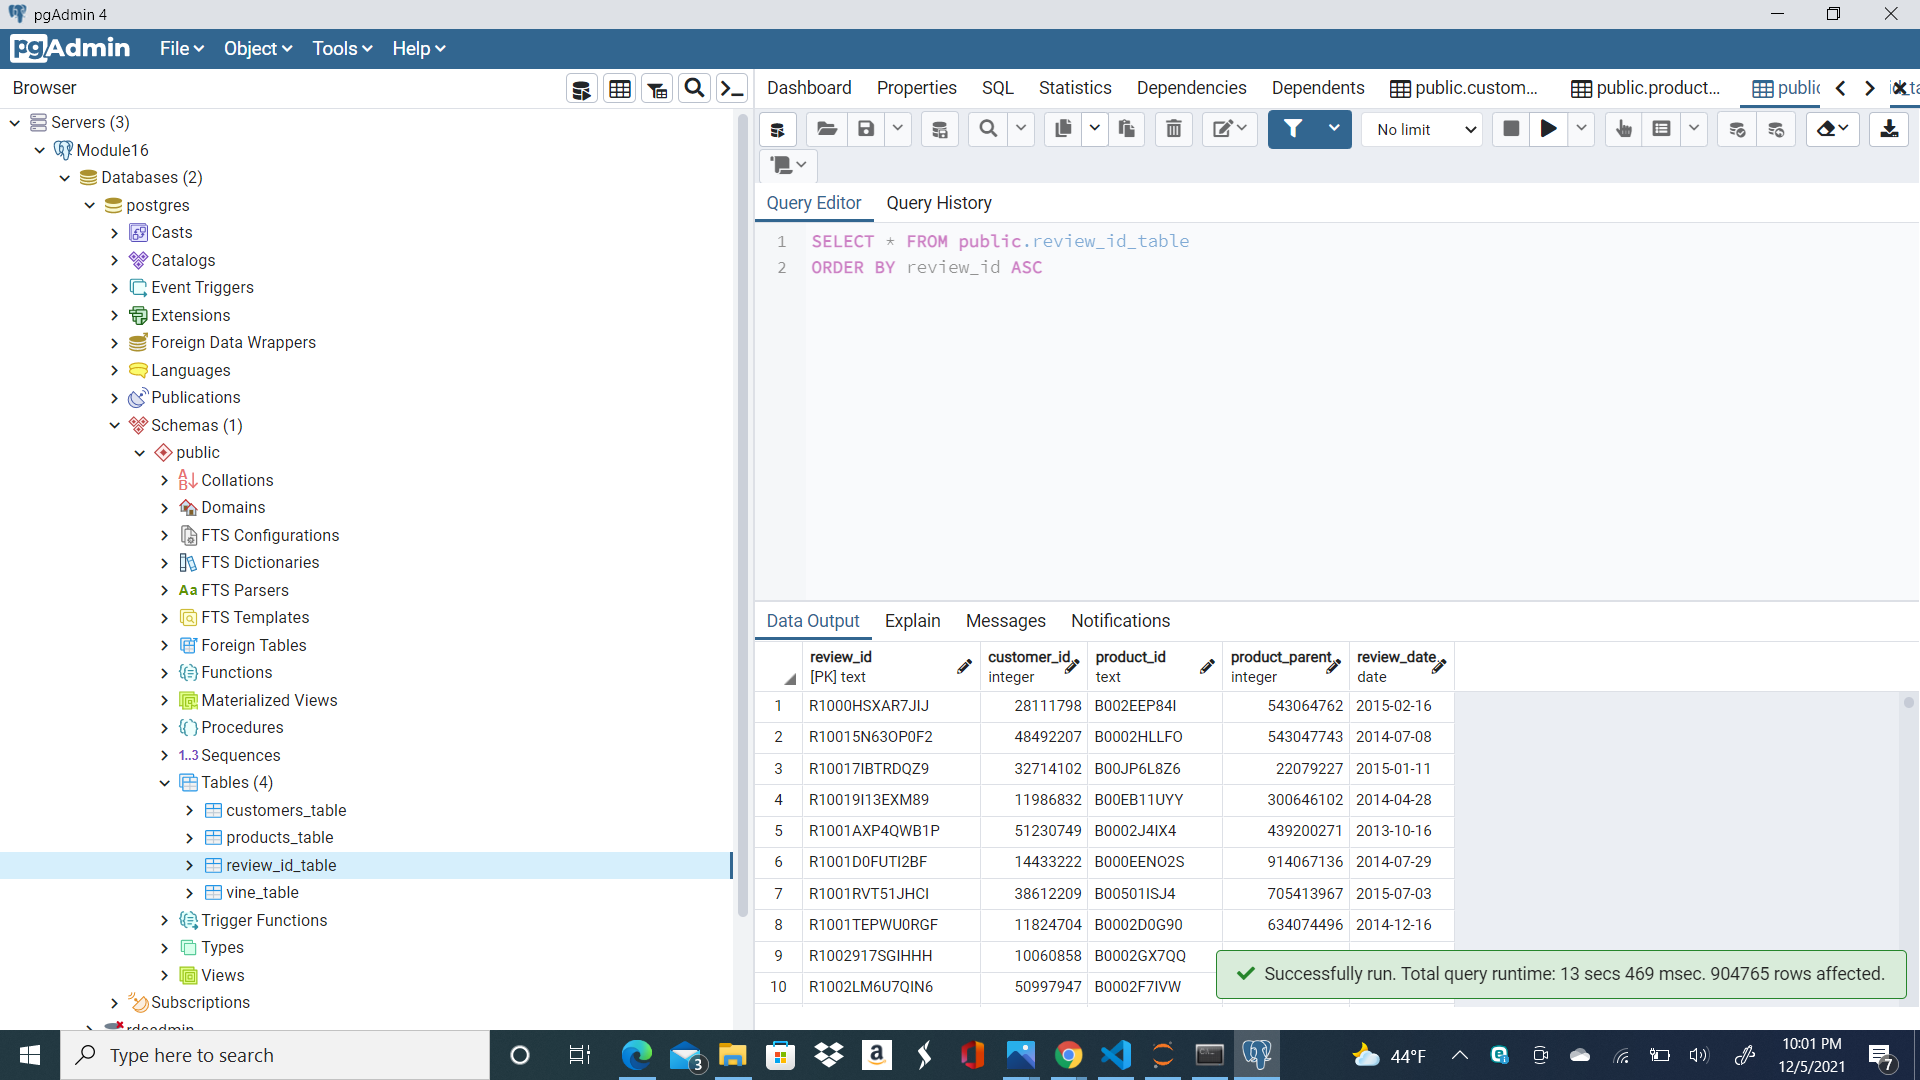 pgAdmin 4
pgAdmin File Object Tools Help
Browser
Servers (3)
Module16
Databases (2)
postgres
Casts
Catalogs
Event Triggers
Extensions
Foreign Data Wrappers
Languages
Publications
Schemas (1)
public
Collations
Domains
FTS Configurations
FTS Dictionaries
Aa FTS Parsers
FTS Templates
Foreign Tables
Functions
Materialized Views
Procedures
1..3 Sequences
Tables (4)
customers_table
products_table
review_id_table
vine_table
Trigger Functions
Types
Views
Subscriptions
rdsadmin
Dashboard Properties SQL Statistics Dependencies Dependents public.custom... public.product... public
No limit
Query Editor Query History
1 SELECT * FROM public.review_id_table
2 ORDER BY review_id ASC
Data Output Explain Messages Notifications
review_id customer_id product_id product_parent review_date
[PK] text integer text integer date
1 R1000HSXAR7JIJ 28111798 B002EEP84I 543064762 2015-02-16
2 R10015N63OP0F2 48492207 B0002HLLFO 543047743 2014-07-08
3 R10017IBTRDQZ9 32714102 B00JP6L8Z6 22079227 2015-01-11
4 R10019I13EXM89 11986832 B00EB11UYY 300646102 2014-04-28
5 R1001AXP4QWB1P 51230749 B0002J4IX4 439200271 2013-10-16
6 R1001D0FUTI2BF 14433222 B000EENO2S 914067136 2014-07-29
7 R1001RVT51JHCI 38612209 B00501ISJ4 705413967 2015-07-03
8 R1001TEPWU0RGF 11824704 B0002D0G90 634074496 2014-12-16
9 R1002917SGIHHH 10060858 B0002GX7QQ
10 R1002LM6U7QIN6 50997947 B0002F7IVW
Successfully run. Total query runtime: 13 secs 469 msec. 904765 rows affected.
Type here to search
3
44°F
10:01 PM
12/5/2021
7